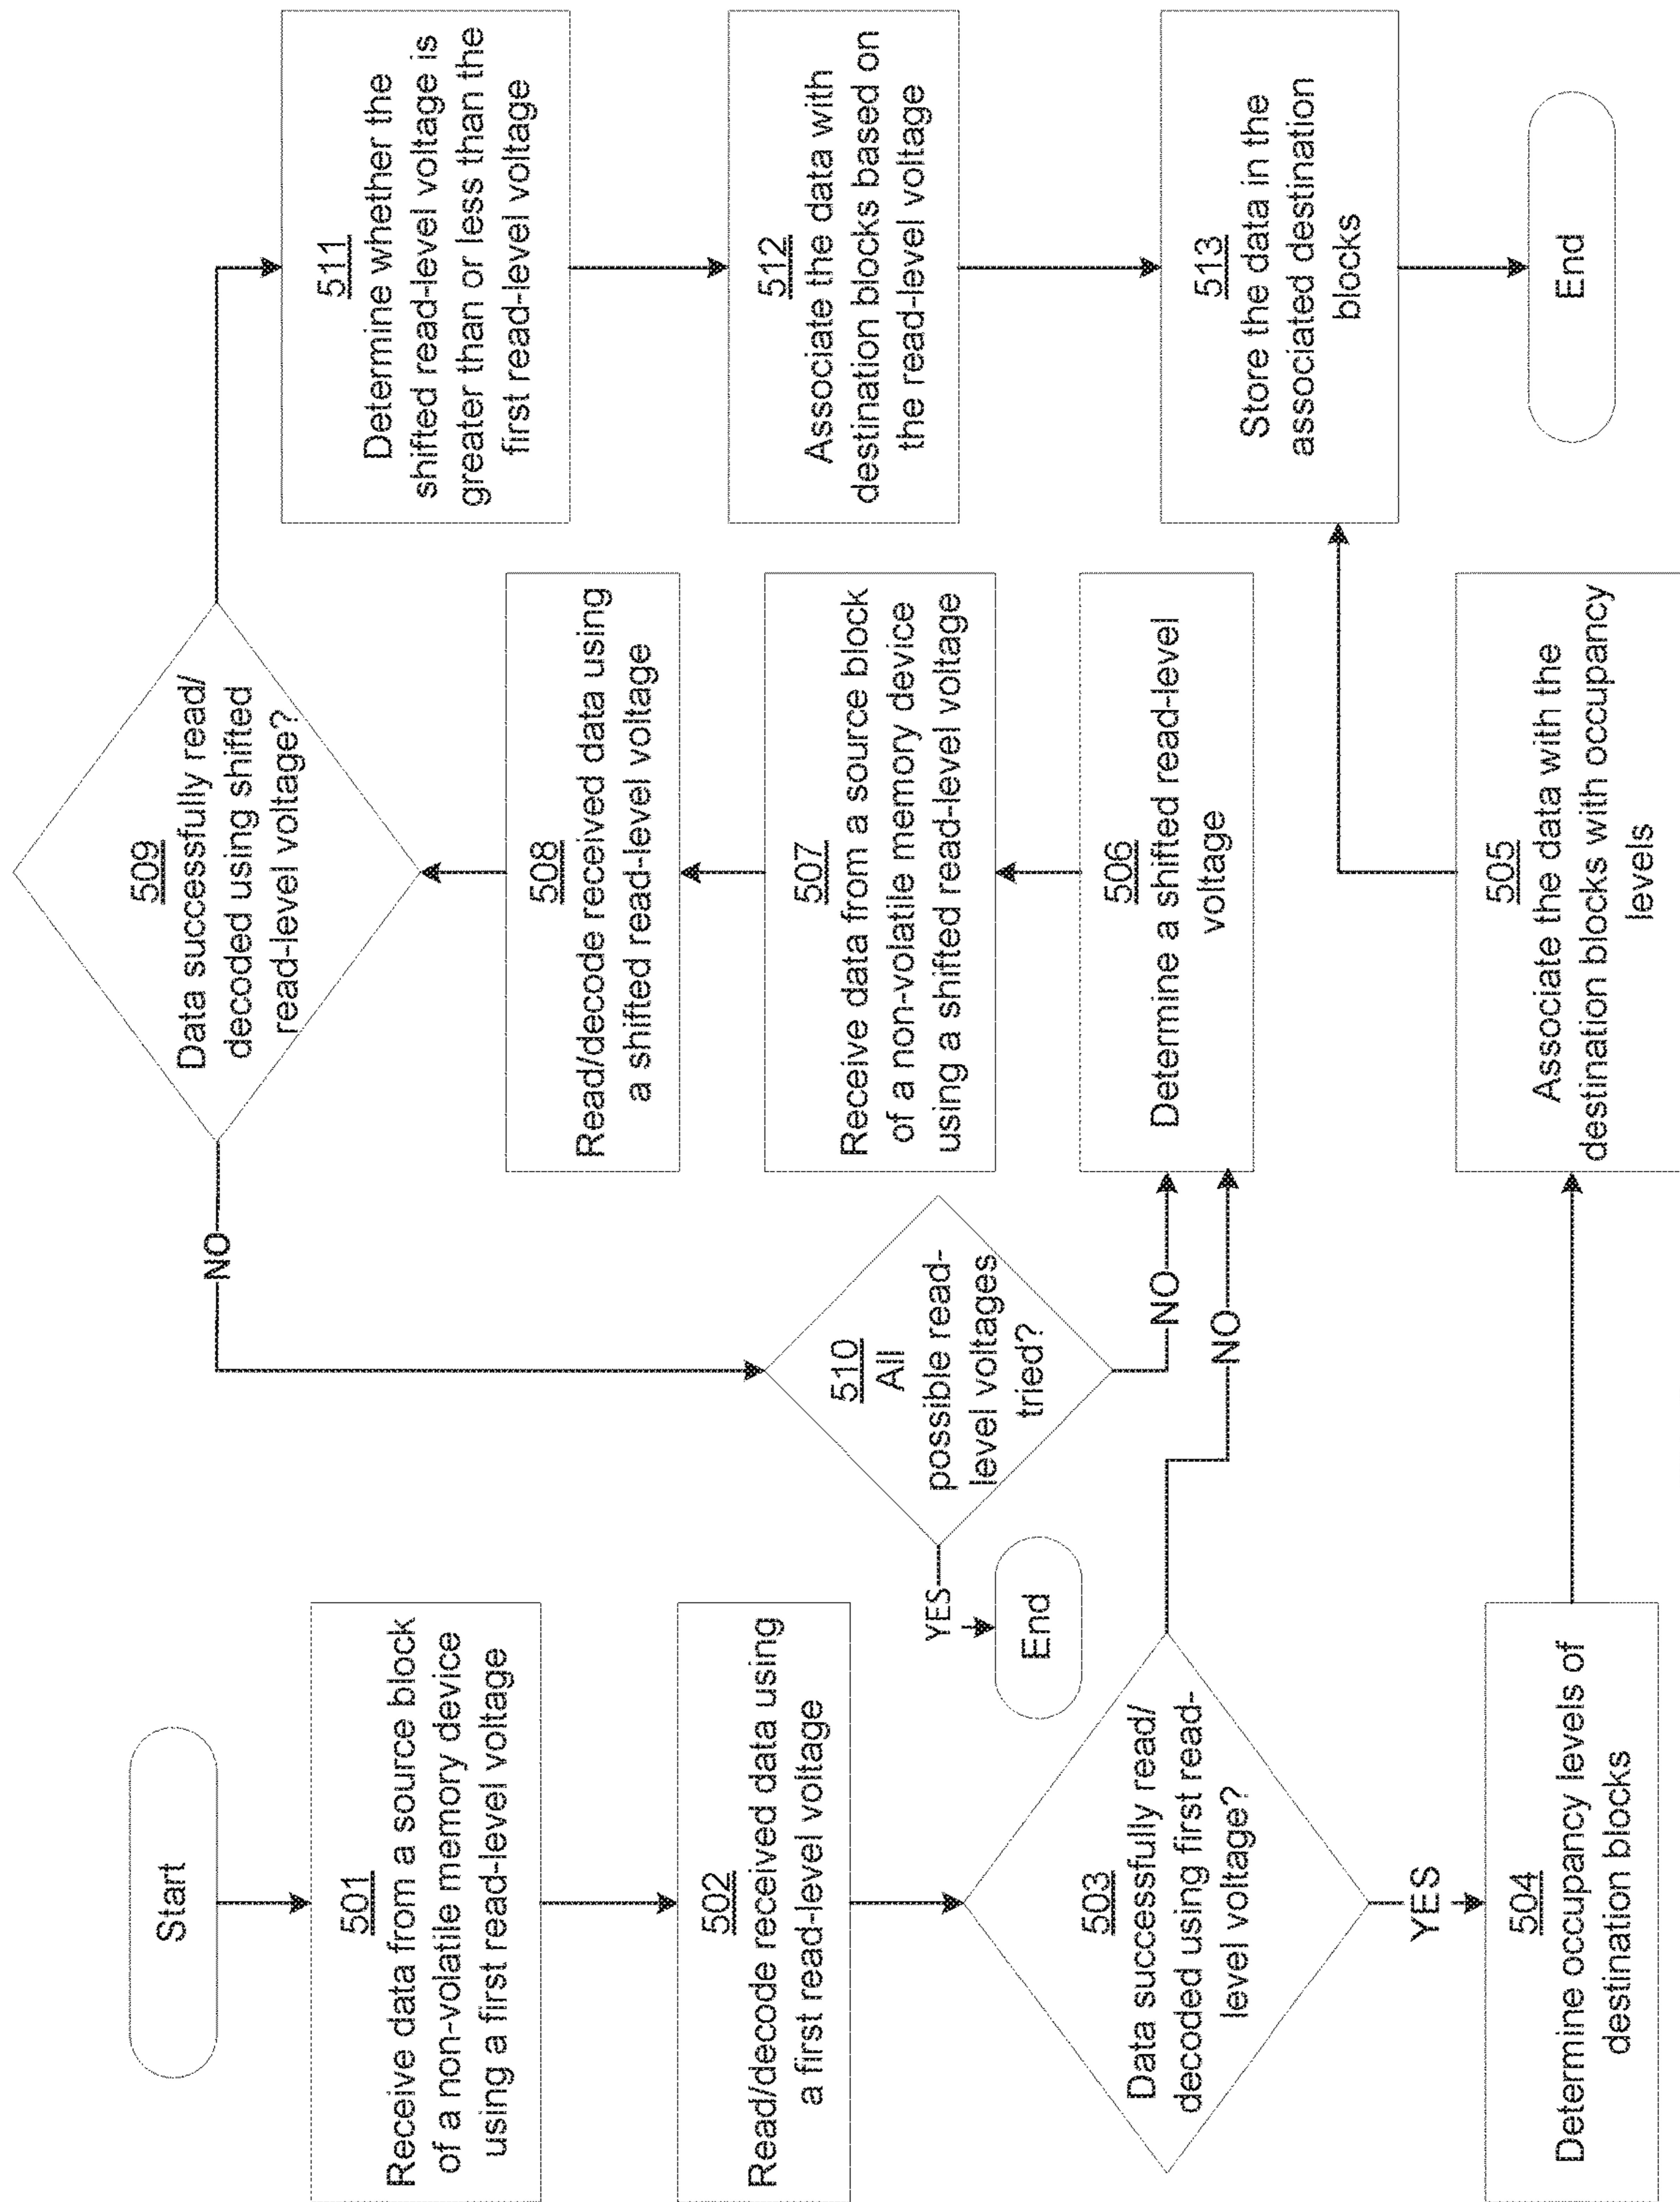 Start
501
Receive data from a source block
of a non-volatile memory device
using a first read-level voltage
502
Read/decode received data using
a first read-level voltage
503
Data successfully read/
decoded using first read-
level voltage?
YES
504
Determine occupancy levels of
destination blocks
NO
505
Associate the data with the
destination blocks with occupancy
levels
506
Determine a shifted read-level
voltage
507
Receive data from a source block
of a non-volatile memory device
using a shifted read-level voltage
508
Read/decode received data using
a shifted read-level voltage
509
Data successfully read/
decoded using shifted
read-level voltage?
NO
510
All
possible read-
level voltages
tried?
YES
End
NO
511
Determine whether the
shifted read-level voltage is
greater than or less than the
first read-level voltage
512
Associate the data with
destination blocks based on
the read-level voltage
513
Store the data in the
associated destination
blocks
End